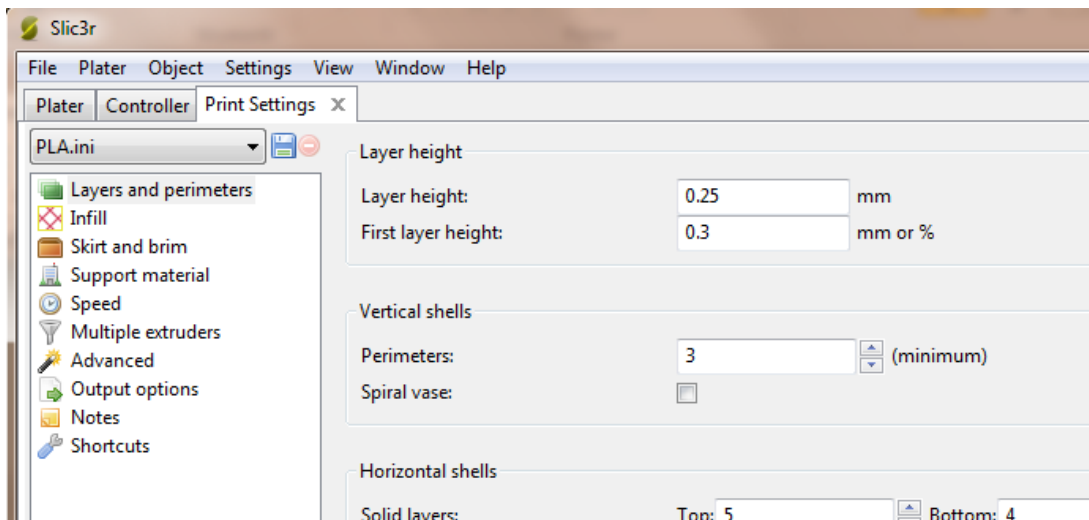 Slic3r
File Plater Object Settings View Window Help
Plater Controller Print Settings X
PLA.ini
Layers and perimeters
Infill
Skirt and brim
Support material
Speed
Multiple extruders
Advanced
Output options
Notes
Shortcuts
Layer height
Layer height: 0.25 mm
First layer height: 0.3 mm or %
Vertical shells
Perimeters: 3 (minimum)
Spiral vase:
Horizontal shells
Solid layers: Top: 5 Bottom: 4